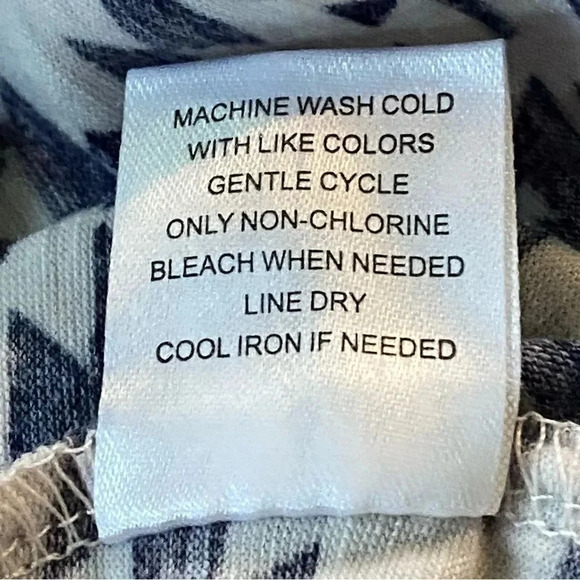 MACHINE WASH COLD
WITH LIKE COLORS
GENTLE CYCLE
ONLY NON-CHLORINE
BLEACH WHEN NEEDED
LINE DRY
COOL IRON IF NEEDED